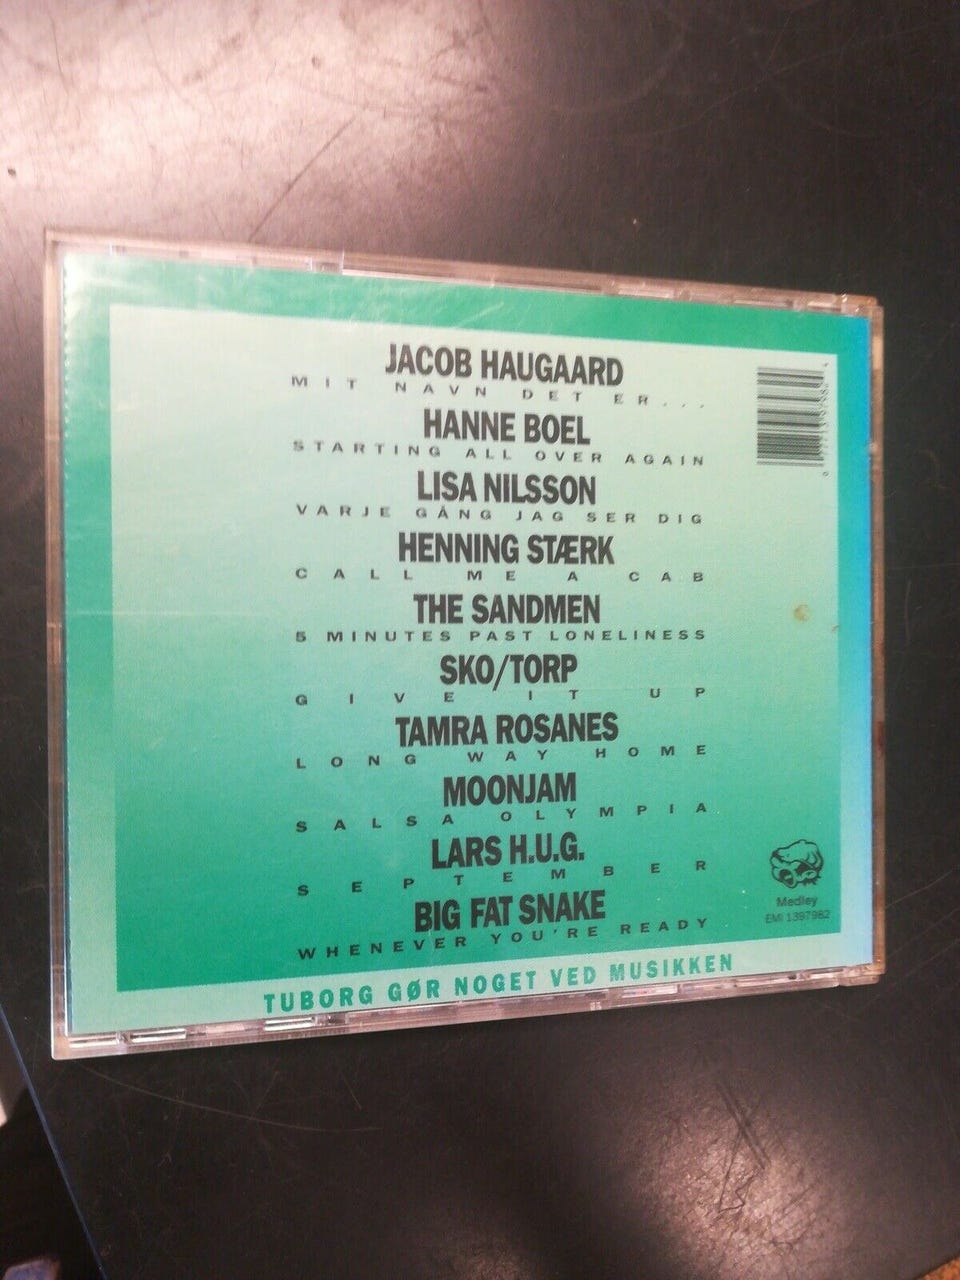 JACOB HAUGAARD
MIT NAVN DET ER...
HANNE BOEL
STARTING ALL OVER AGAIN
LISA NILSSON
VARJE GÅNG JAG SER DIG
HENNING STÆRK
CALL ME A CAB
THE SANDMEN
5 MINUTES PAST LONELINESS
SKO/TORP
GIVE IT UP
TAMRA ROSANES
LONG WAY HOME
MOONJAM
SALSA OLYMPIA
LARS H.U.G.
SEPTEMBER
BIG FAT SNAKE
WHENEVER YOU'RE READY
Medley
EMI 1397982
TUBORG GØR NOGET VED MUSIKKEN